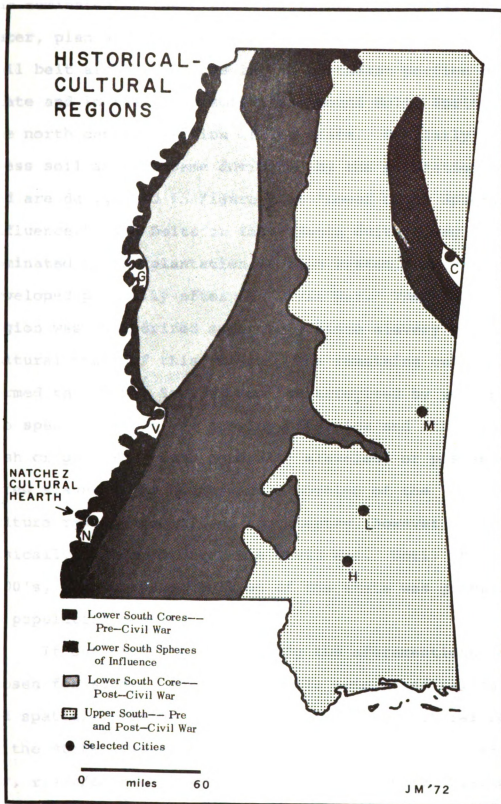 HISTORICAL-
CULTURAL
REGIONS
G
C
V
M
NATCHEZ
CULTURAL
HEARTH
N
L
H
Lower South Cores—
Pre—Civil War
Lower South Spheres
of Influence
Lower South Core—
Post—Civil War
Upper South— Pre
and Post—Civil War
Selected Cities
0 miles 60
JM '72